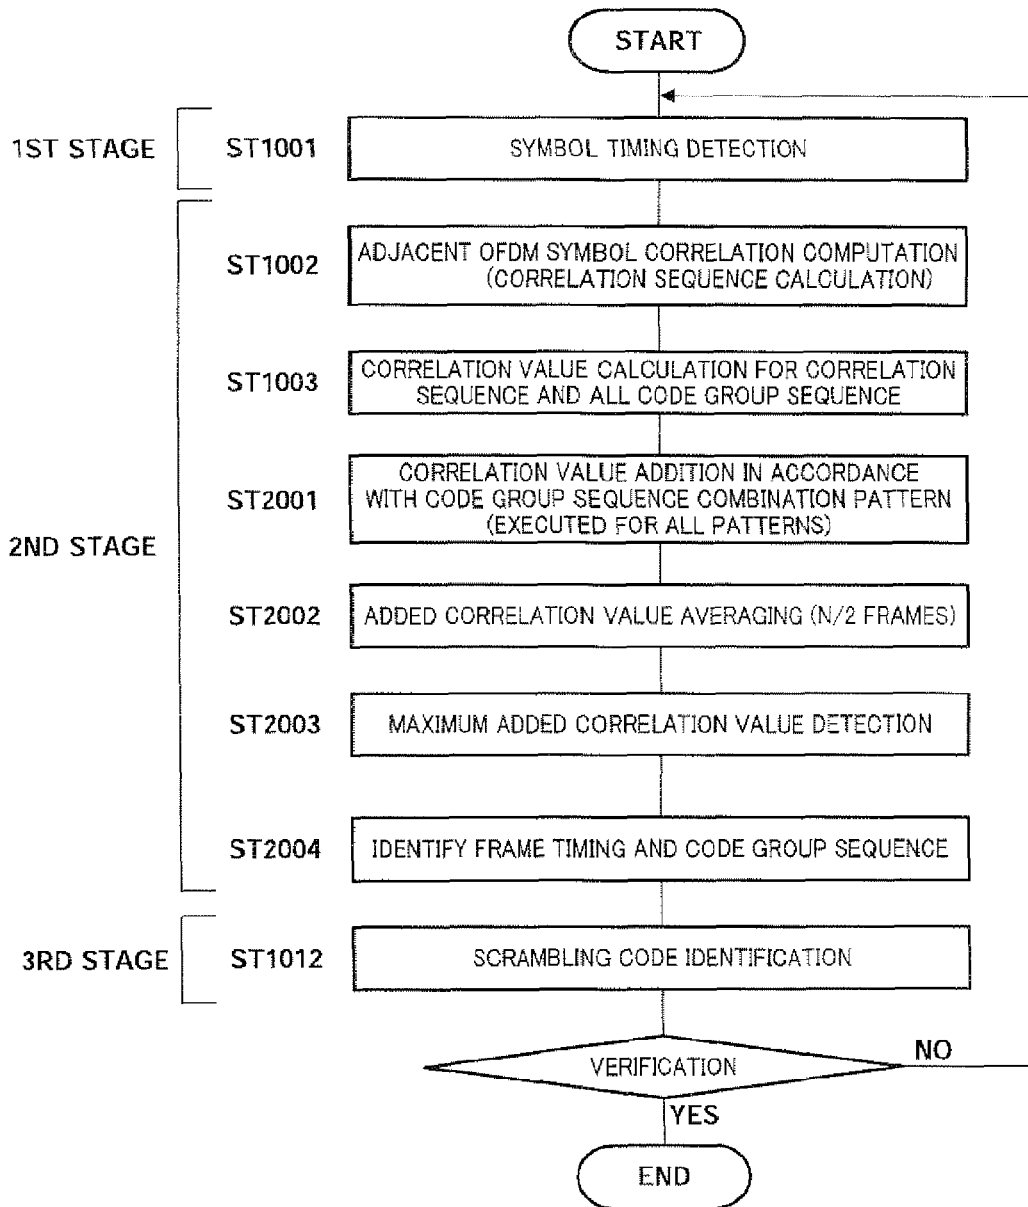 START
1ST STAGE
ST1001
SYMBOL TIMING DETECTION
2ND STAGE
ST1002
ADJACENT OFDM SYMBOL CORRELATION COMPUTATION
(CORRELATION SEQUENCE CALCULATION)
ST1003
CORRELATION VALUE CALCULATION FOR CORRELATION
SEQUENCE AND ALL CODE GROUP SEQUENCE
ST2001
CORRELATION VALUE ADDITION IN ACCORDANCE
WITH CODE GROUP SEQUENCE COMBINATION PATTERN
(EXECUTED FOR ALL PATTERNS)
ST2002
ADDED CORRELATION VALUE AVERAGING (N/2 FRAMES)
ST2003
MAXIMUM ADDED CORRELATION VALUE DETECTION
ST2004
IDENTIFY FRAME TIMING AND CODE GROUP SEQUENCE
3RD STAGE
ST1012
SCRAMBLING CODE IDENTIFICATION
VERIFICATION
NO
YES
END